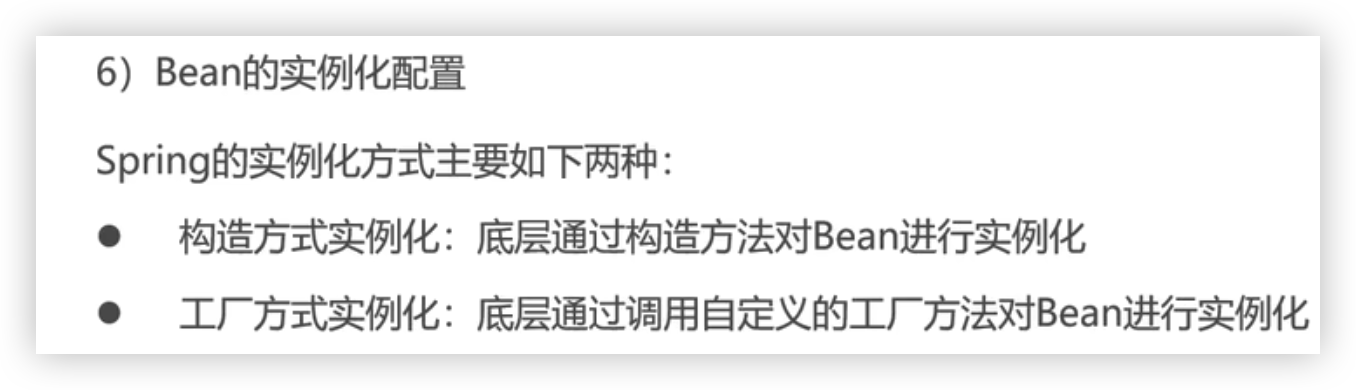 6）Bean的实例化配置
Spring的实例化方式主要如下两种：
● 构造方式实例化：底层通过构造方法对Bean进行实例化
● 工厂方式实例化：底层通过调用自定义的工厂方法对Bean进行实例化